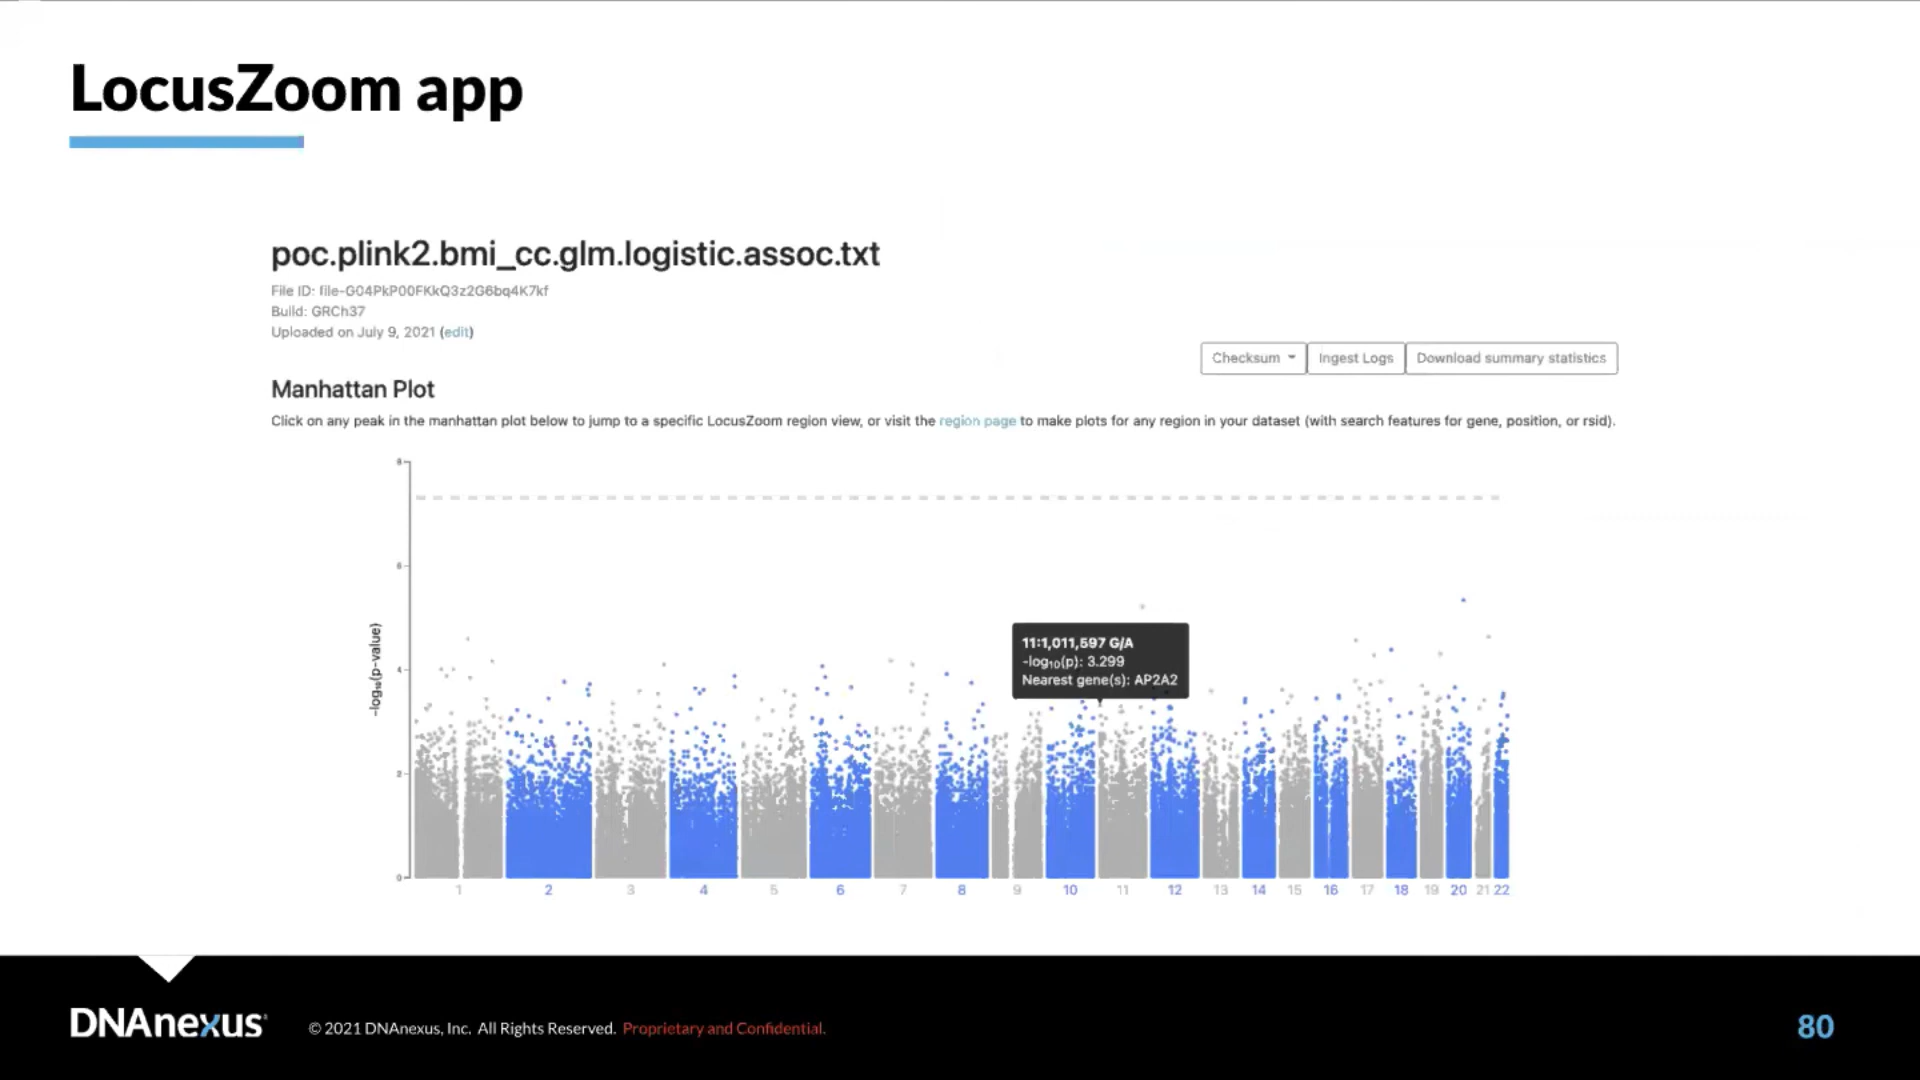 LocusZoom app
poc.plink2.bmi_cc.glm.logistic.assoc.txt
File ID: file-G04PkP00FKkQ3z2G6bq4K7kf
Build: GRCh37
Uploaded on July 9, 2021 (edit)
Checksum Ingest Logs Download summary statistics
Manhattan Plot
Click on any peak in the manhattan plot below to jump to a specific LocusZoom region view, or visit the region page to make plots for any region in your dataset (with search features for gene, position, or rsid).
8
6
4
2
0
-log₁₀(p-value)
11:1,011,597 G/A
-log₁₀(p): 3.299
Nearest gene(s): AP2A2
1 2 3 4 5 6 7 8 9 10 11 12 13 14 15 16 17 18 19 20 21 22
DNAnexus
© 2021 DNAnexus, Inc. All Rights Reserved. Proprietary and Confidential.
80